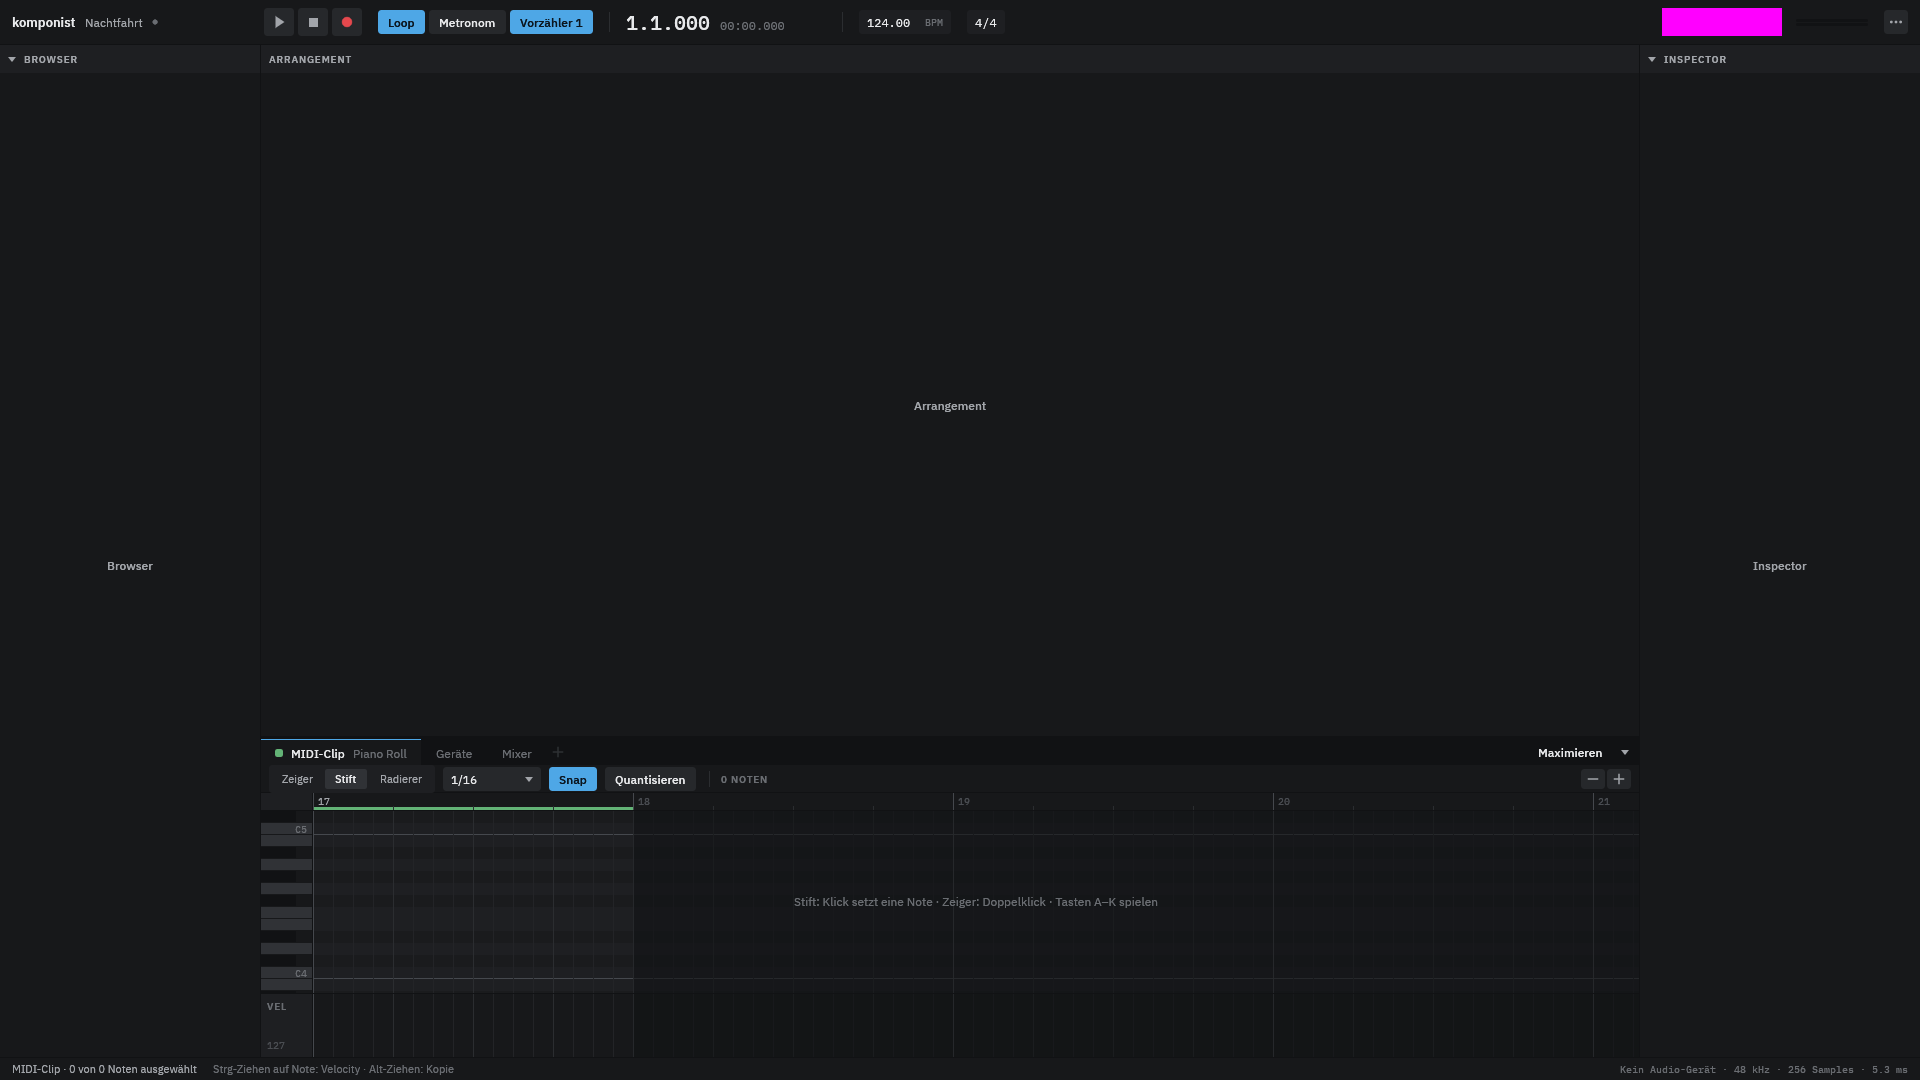 komponist Nachtfahrt
Loop Metronom Vorzähler 1
1.1.000 00:00.000
124.00 BPM 4/4
BROWSER
ARRANGEMENT
INSPECTOR
Arrangement
Browser
Inspector
MIDI-Clip Piano Roll Geräte Mixer
Maximieren
Zeiger Stift Radierer 1/16 Snap Quantisieren 0 NOTEN
17 18 19 20 21
C5
Stift: Klick setzt eine Note · Zeiger: Doppelklick · Tasten A–K spielen
C4
VEL
127
MIDI-Clip · 0 von 0 Noten ausgewählt Strg-Ziehen auf Note: Velocity · Alt-Ziehen: Kopie
Kein Audio-Gerät · 48 kHz · 256 Samples · 5.3 ms